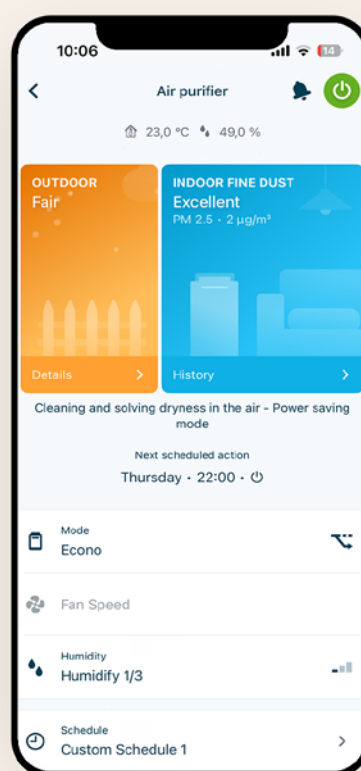 10:06
14
Air purifier
23,0 °C 49,0 %
OUTDOOR
Fair
INDOOR FINE DUST
Excellent
PM 2.5 · 2 µg/m³
Details
History
Cleaning and solving dryness in the air - Power saving
mode
Next scheduled action
Thursday · 22:00 ·
Mode
Econo
Fan Speed
Humidity
Humidify 1/3
Schedule
Custom Schedule 1